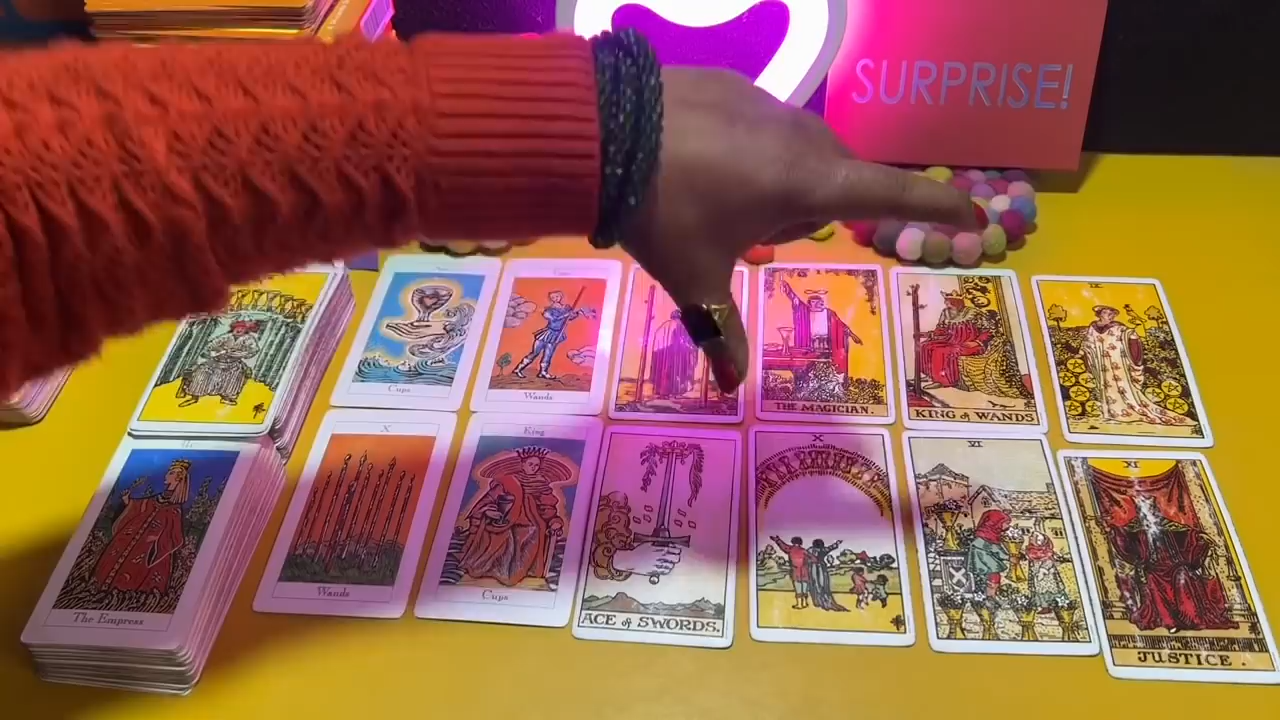 SURPRISE!
Cups
Wands
THE MAGICIAN.
KING of WANDS
IX
The Empress
X
Wands
King
Cups
ACE of SWORDS.
X
VI
XI
JUSTICE.